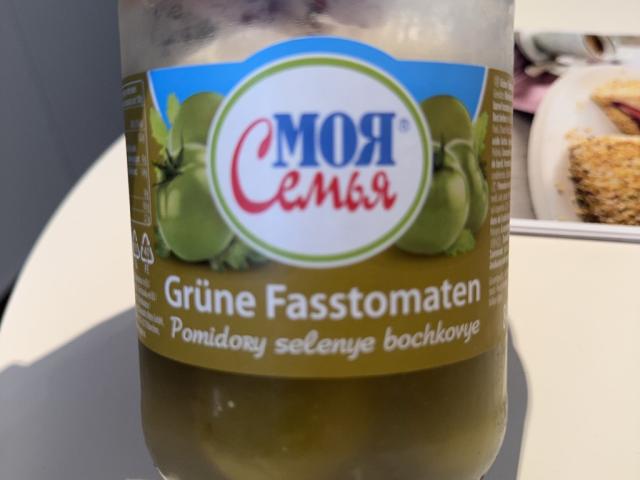 МОЯ®
Семья
Grüne Fasstomaten
Pomidory selenye bochkovye